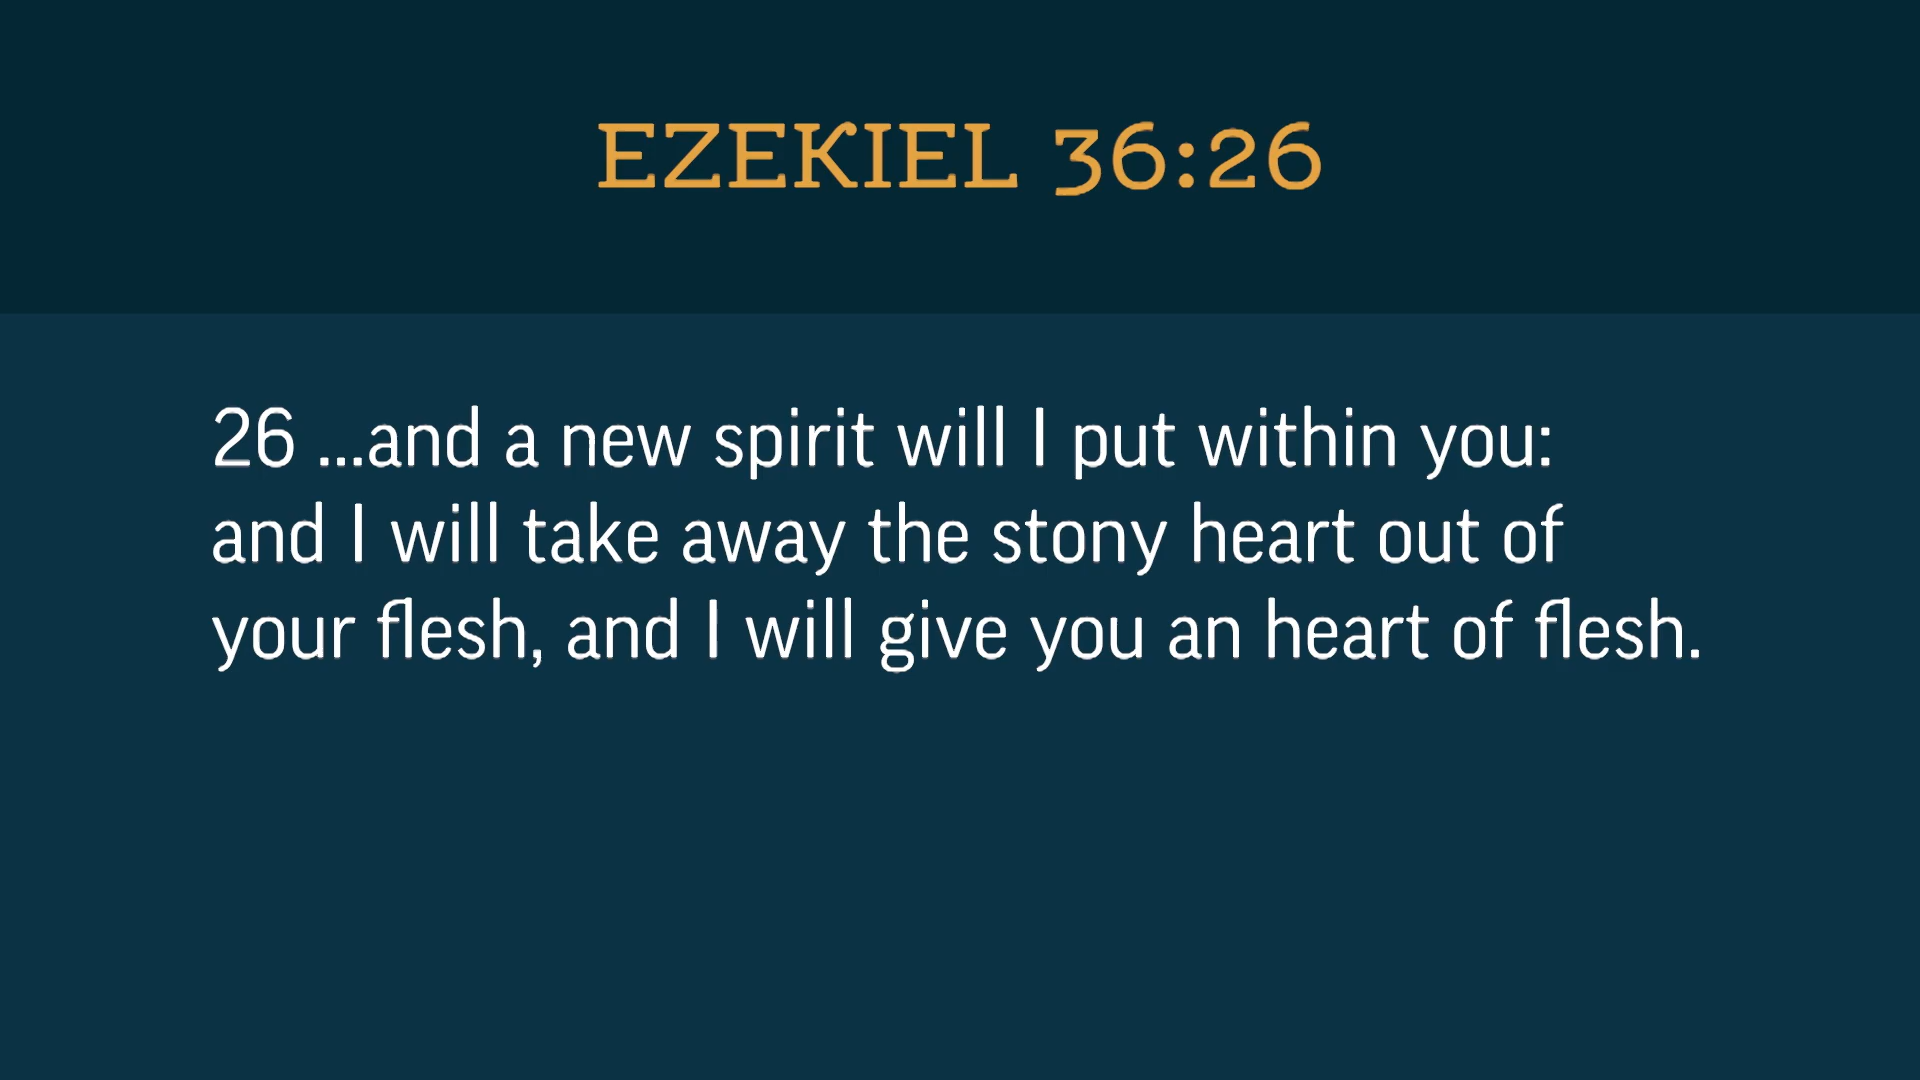 EZEKIEL 36:26
26 ...and a new spirit will I put within you:
and I will take away the stony heart out of
your flesh, and I will give you an heart of flesh.